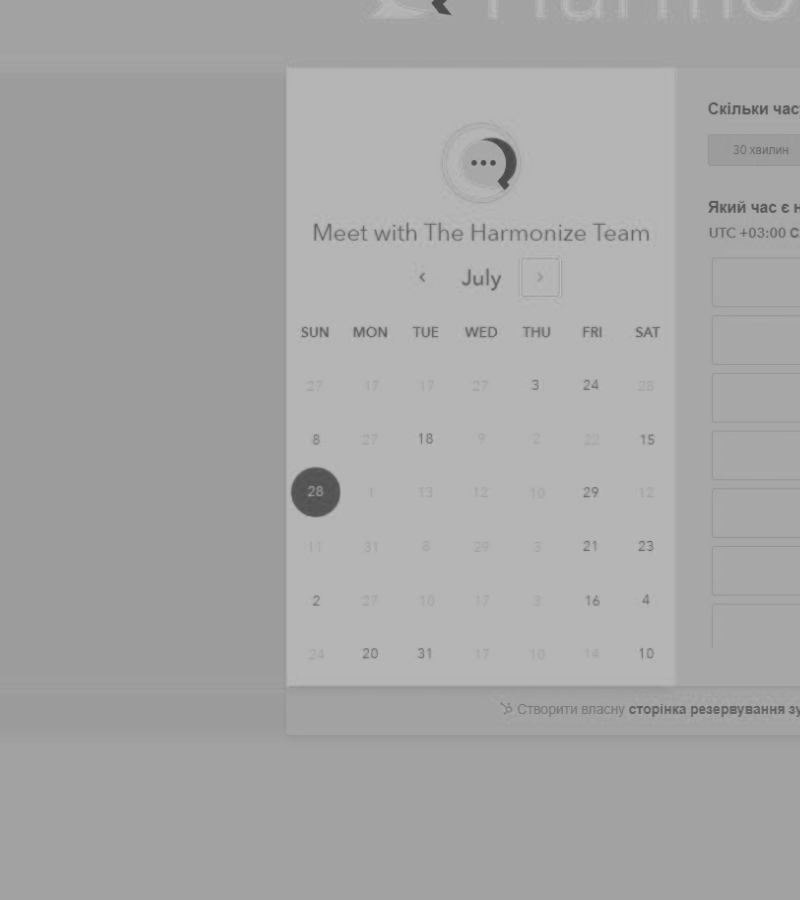 Harmo
Meet with The Harmonize Team
July
SUN MON TUE WED THU FRI SAT
27 17 17 27 3 24 28
8 27 18 9 2 22 15
28 1 13 12 10 29 12
11 31 8 29 3 21 23
2 27 18 17 3 16 4
24 20 31 17 10 14 10
Скільки час
30 хвилин
Який час є н
UTC +03:00 С
Створити власну сторінка резервування зу